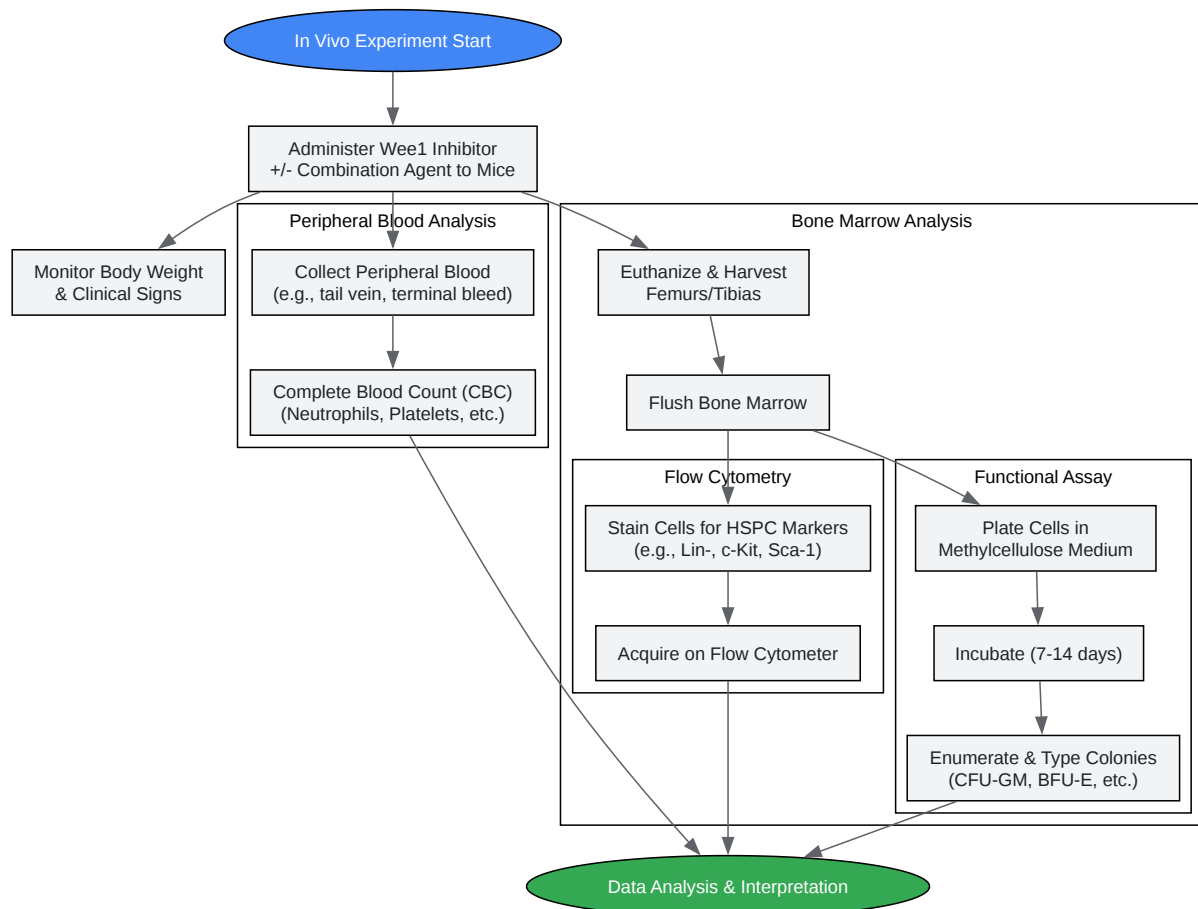 In Vivo Experiment Start
Administer Wee1 Inhibitor
+/- Combination Agent to Mice
Peripheral Blood Analysis
Bone Marrow Analysis
Monitor Body Weight
& Clinical Signs
Collect Peripheral Blood
(e.g., tail vein, terminal bleed)
Euthanize & Harvest
Femurs/Tibias
Complete Blood Count (CBC)
(Neutrophils, Platelets, etc.)
Flush Bone Marrow
Flow Cytometry
Functional Assay
Stain Cells for HSPC Markers
(e.g., Lin-, c-Kit, Sca-1)
Plate Cells in
Methylcellulose Medium
Acquire on Flow Cytometer
Incubate (7-14 days)
Enumerate & Type Colonies
(CFU-GM, BFU-E, etc.)
Data Analysis & Interpretation